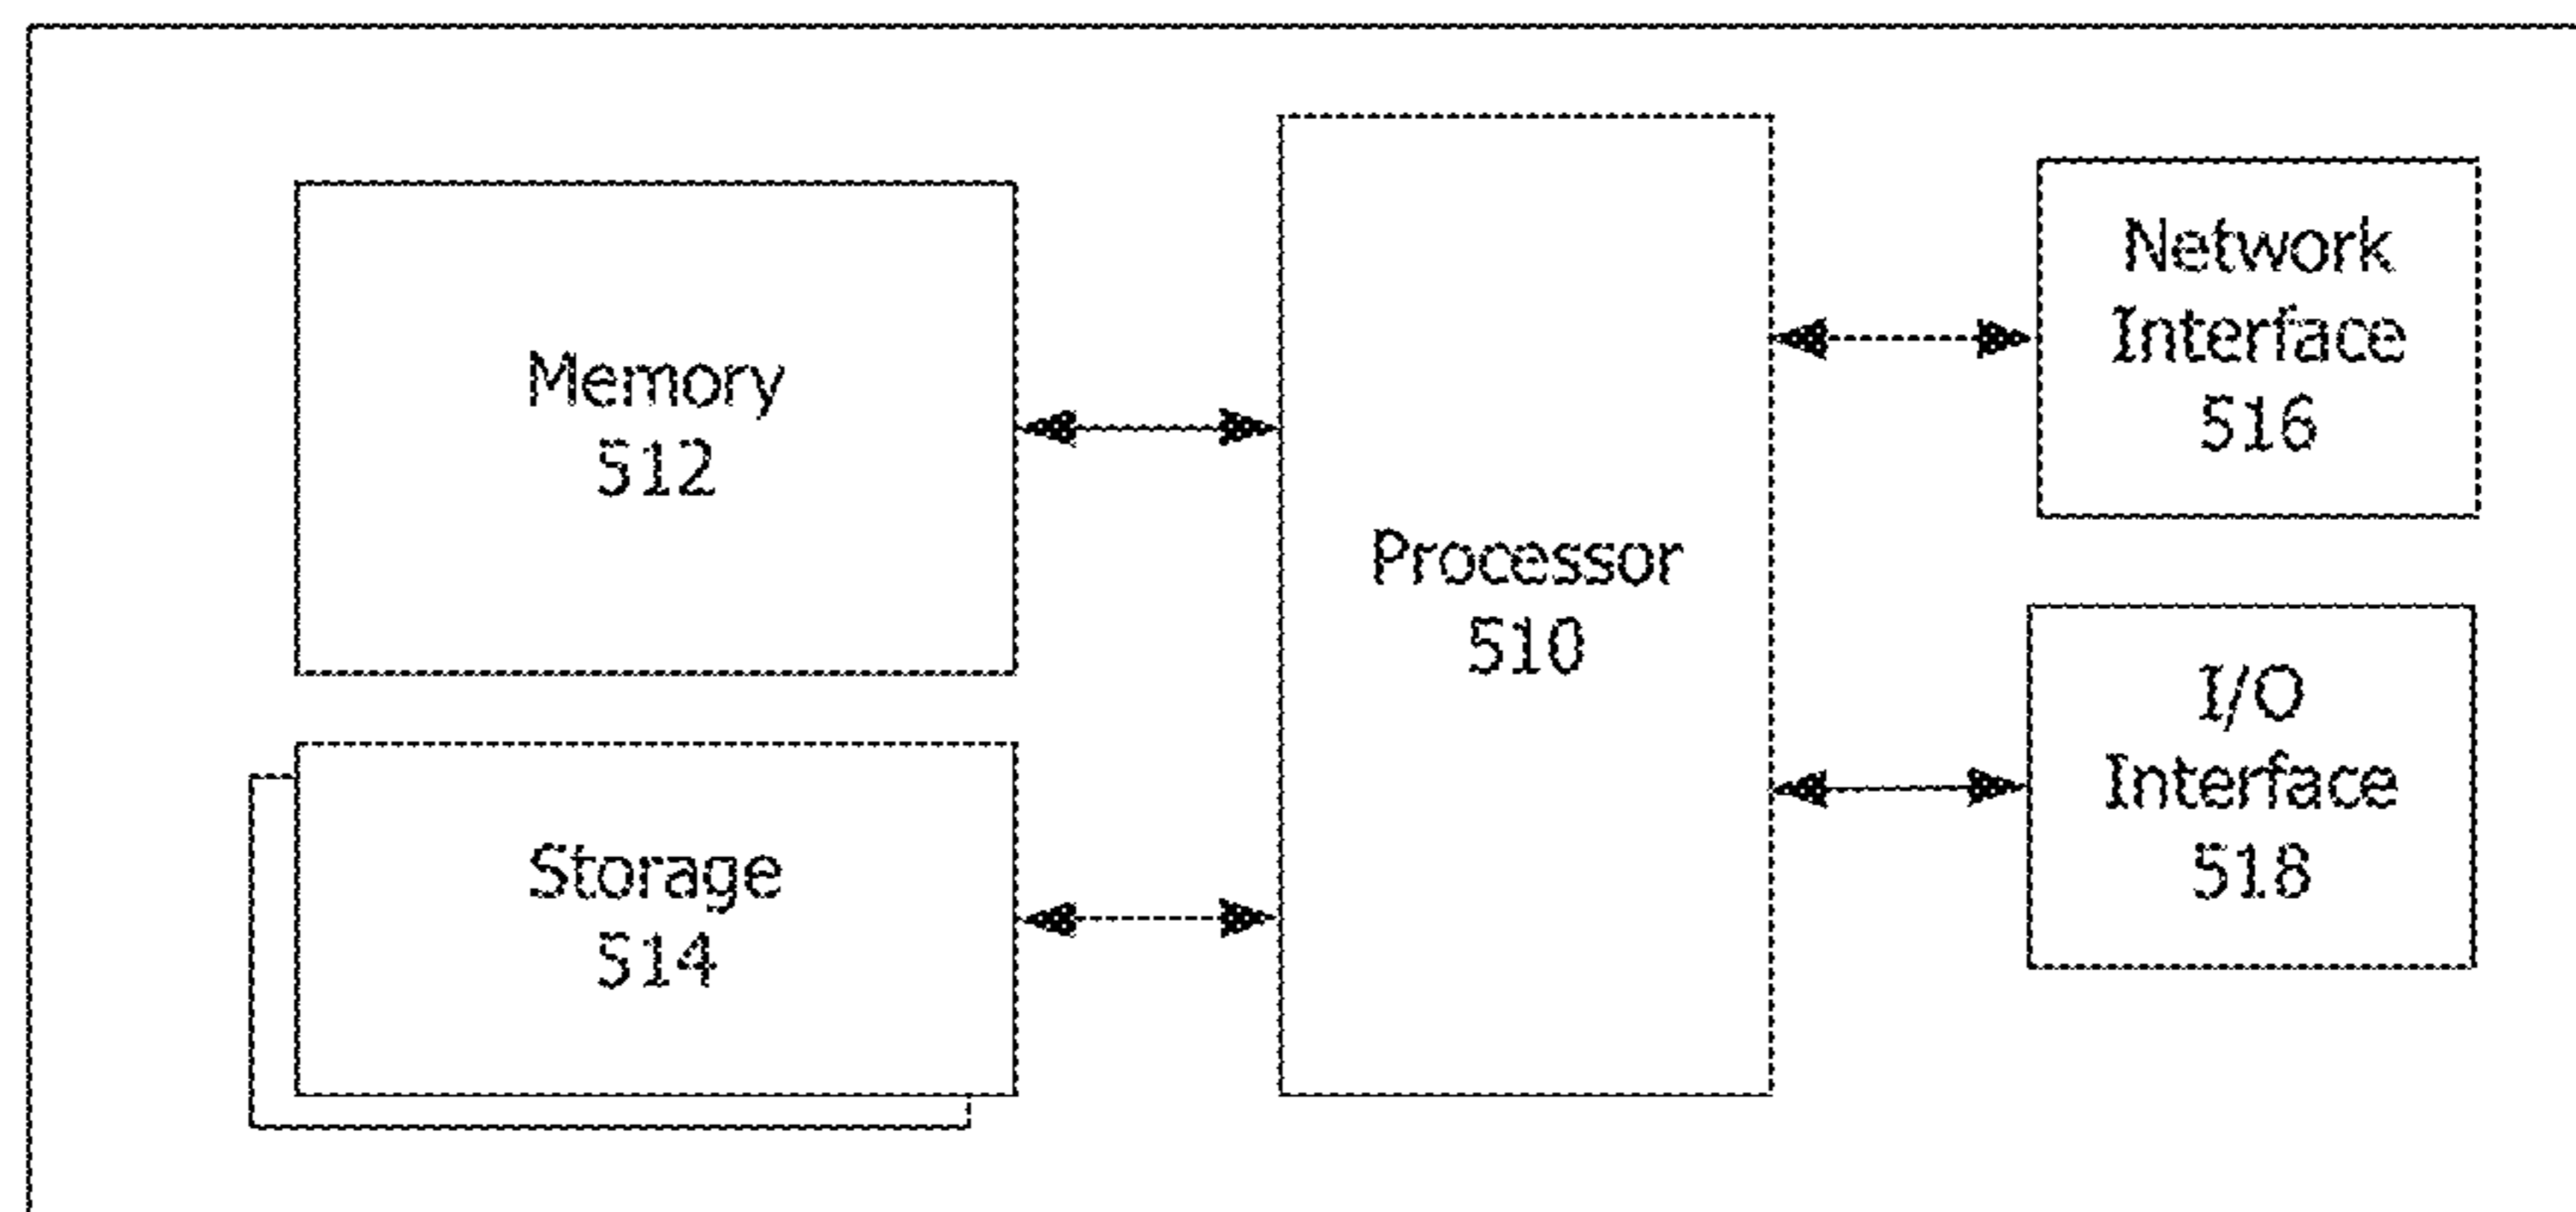 Memory
512
Storage
514
Processor
510
Network
Interface
516
I/O
Interface
518